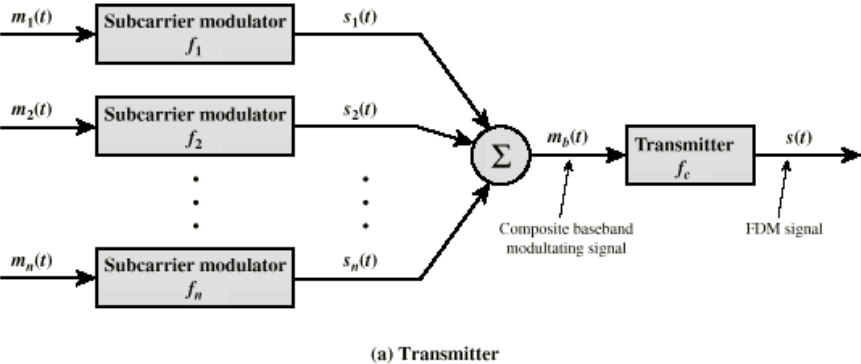 m1(t)
Subcarrier modulator
f1
s1(t)
m2(t)
Subcarrier modulator
f2
s2(t)
Σ
mb(t)
Transmitter
fc
s(t)
Composite baseband
modultating signal
FDM signal
mn(t)
Subcarrier modulator
fn
sn(t)
(a) Transmitter